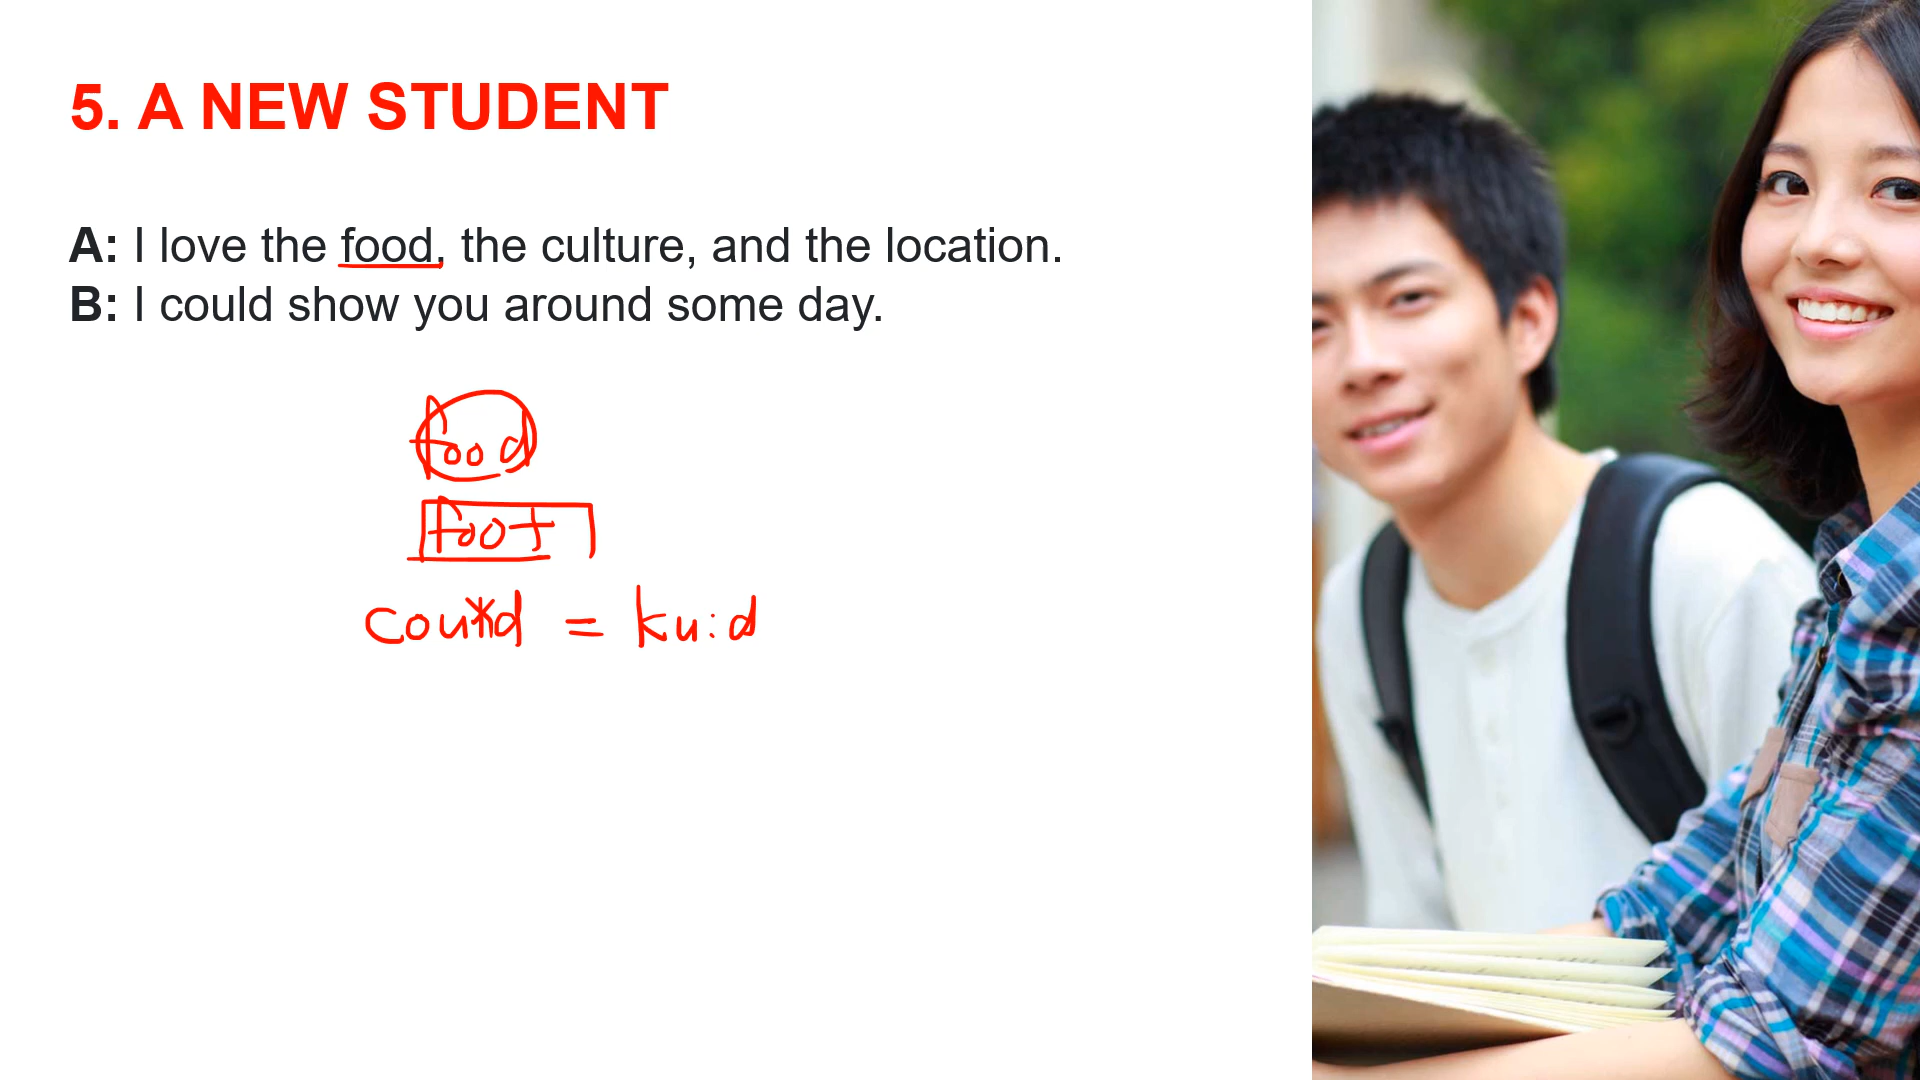 5. A NEW STUDENT
A: I love the food, the culture, and the location.
B: I could show you around some day.
food
foot
could = ku:d